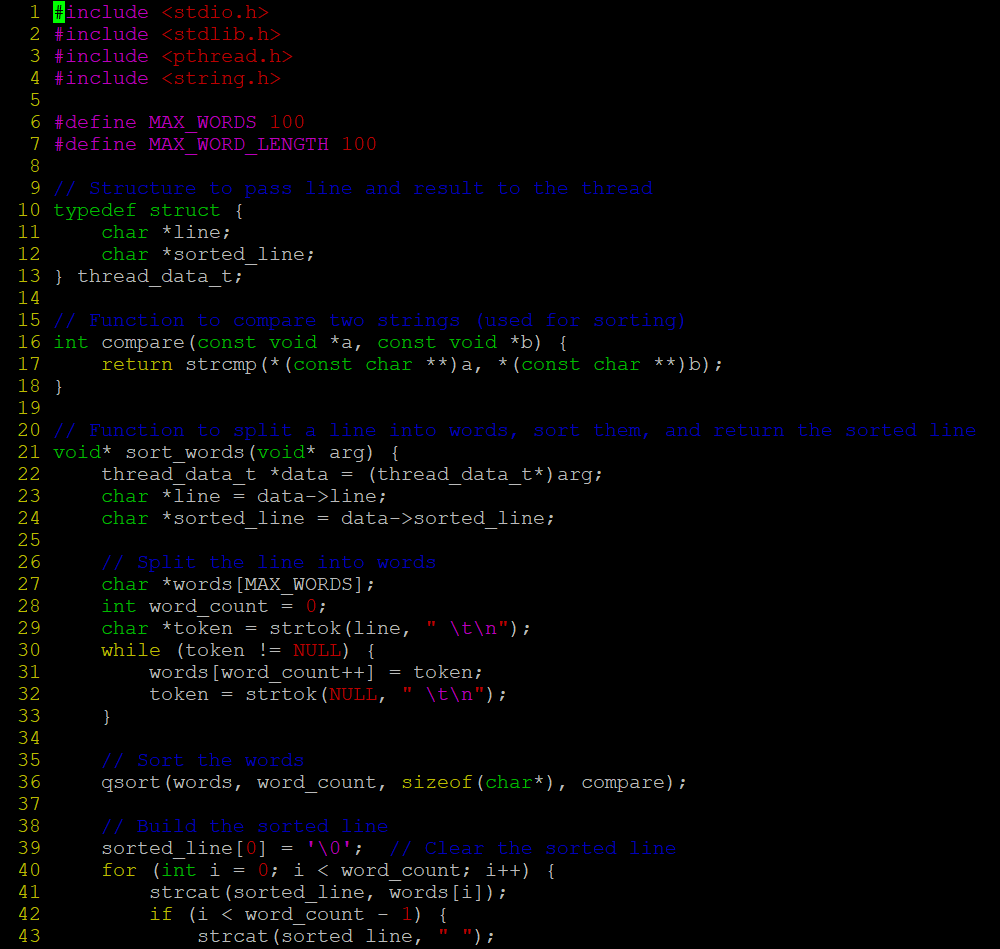 1 #include <stdio.h>
2 #include <stdlib.h>
3 #include <pthread.h>
4 #include <string.h>
5
6 #define MAX_WORDS 100
7 #define MAX_WORD_LENGTH 100
8
9 // Structure to pass line and result to the thread
10 typedef struct {
11     char *line;
12     char *sorted_line;
13 } thread_data_t;
14
15 // Function to compare two strings (used for sorting)
16 int compare(const void *a, const void *b) {
17     return strcmp(*(const char **)a, *(const char **)b);
18 }
19
20 // Function to split a line into words, sort them, and return the sorted line
21 void* sort_words(void* arg) {
22     thread_data_t *data = (thread_data_t*)arg;
23     char *line = data->line;
24     char *sorted_line = data->sorted_line;
25
26     // Split the line into words
27     char *words[MAX_WORDS];
28     int word_count = 0;
29     char *token = strtok(line, " \t\n");
30     while (token != NULL) {
31         words[word_count++] = token;
32         token = strtok(NULL, " \t\n");
33     }
34
35     // Sort the words
36     qsort(words, word_count, sizeof(char*), compare);
37
38     // Build the sorted line
39     sorted_line[0] = '\0';  // Clear the sorted line
40     for (int i = 0; i < word_count; i++) {
41         strcat(sorted_line, words[i]);
42         if (i < word_count - 1) {
43             strcat(sorted_line, " ");